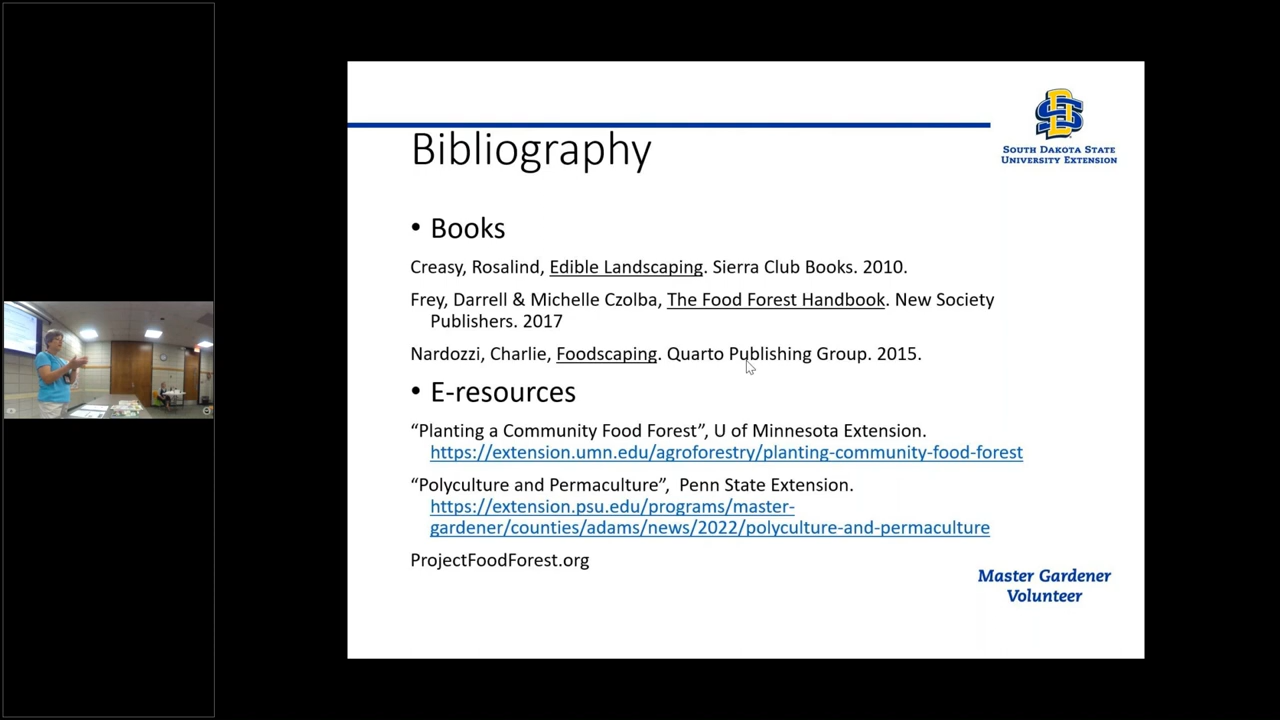 SOUTH DAKOTA STATE
UNIVERSITY EXTENSION
Bibliography
• Books
Creasy, Rosalind, Edible Landscaping. Sierra Club Books. 2010.
Frey, Darrell & Michelle Czolba, The Food Forest Handbook. New Society
Publishers. 2017
Nardozzi, Charlie, Foodscaping. Quarto Publishing Group. 2015.
• E-resources
“Planting a Community Food Forest”, U of Minnesota Extension.
https://extension.umn.edu/agroforestry/planting-community-food-forest
“Polyculture and Permaculture”, Penn State Extension.
https://extension.psu.edu/programs/master-
gardener/counties/adams/news/2022/polyculture-and-permaculture
ProjectFoodForest.org
Master Gardener
Volunteer